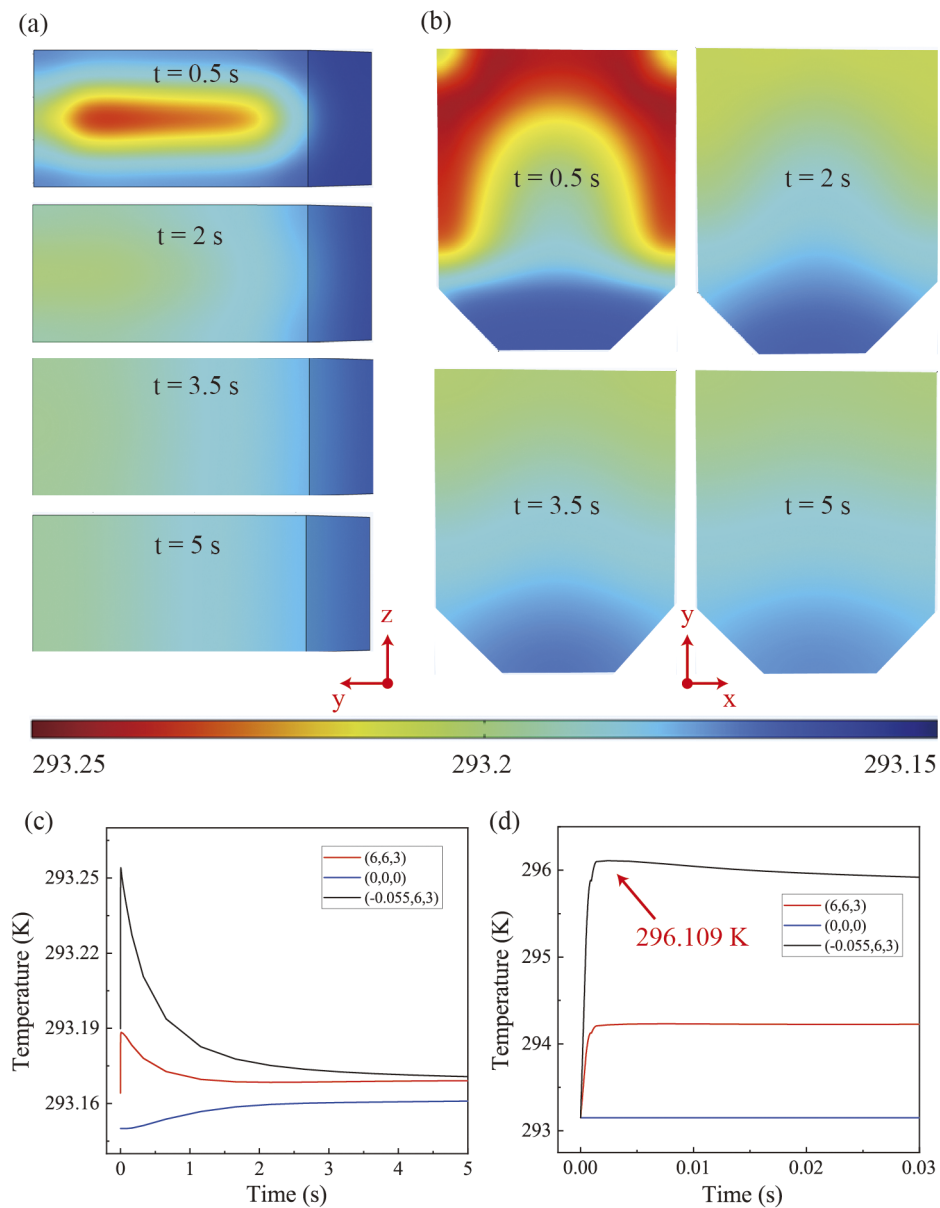 (a)
t = 0.5 s
t = 2 s
t = 3.5 s
t = 5 s
z
y
(b)
t = 0.5 s
t = 2 s
t = 3.5 s
t = 5 s
y
x
293.25
293.2
293.15
(c)
Temperature (K)
293.25
293.22
293.19
293.16
(6,6,3)
(0,0,0)
(-0.055,6,3)
0
1
2
3
4
5
Time (s)
(d)
Temperature (K)
296
295
294
293
(6,6,3)
(0,0,0)
(-0.055,6,3)
296.109 K
0.00
0.01
0.02
0.03
Time (s)